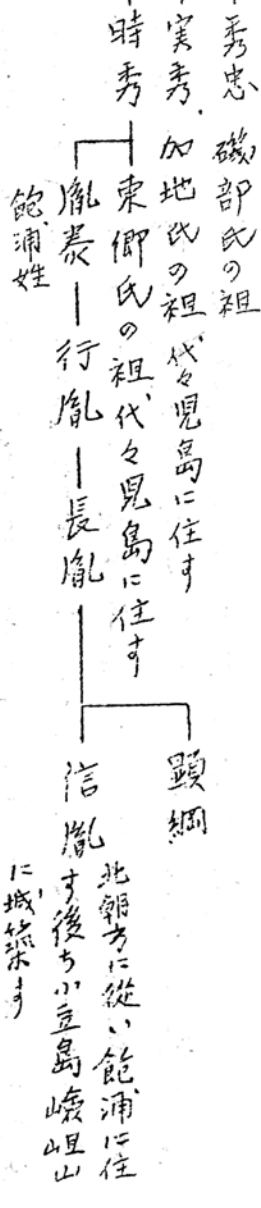 秀忠 磯部氏の祖
実秀 加地氏の祖 代々児島に住す
時秀 東郷氏の祖 代々児島に住す
胤泰 行胤 長胤
飽浦姓
顕綱
信胤 北朝方に従い飽浦に住
す後ち小豆島嶮岨山
に城築す